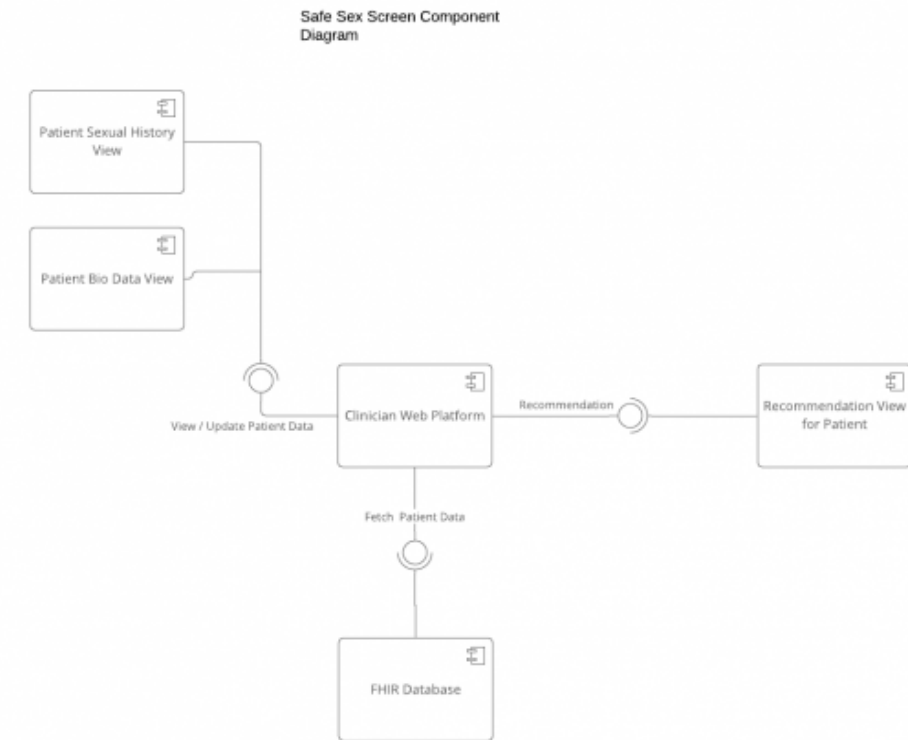 Safe Sex Screen Component
Diagram
Patient Sexual History
View
Patient Bio Data View
View / Update Patient Data
Clinician Web Platform
Recommendation
Recommendation View
for Patient
Fetch Patient Data
FHIR Database